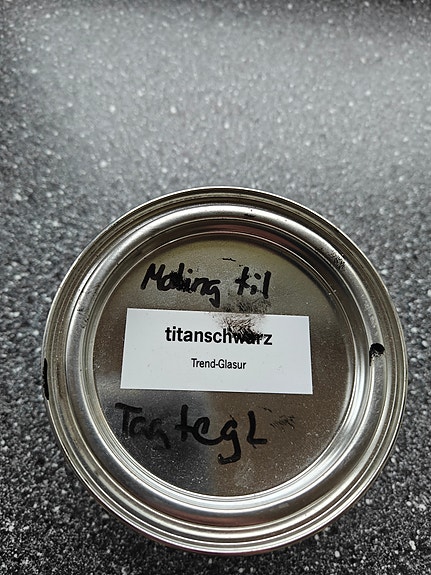 Maling til
titanschwarz
Trend-Glasur
Tagtegl